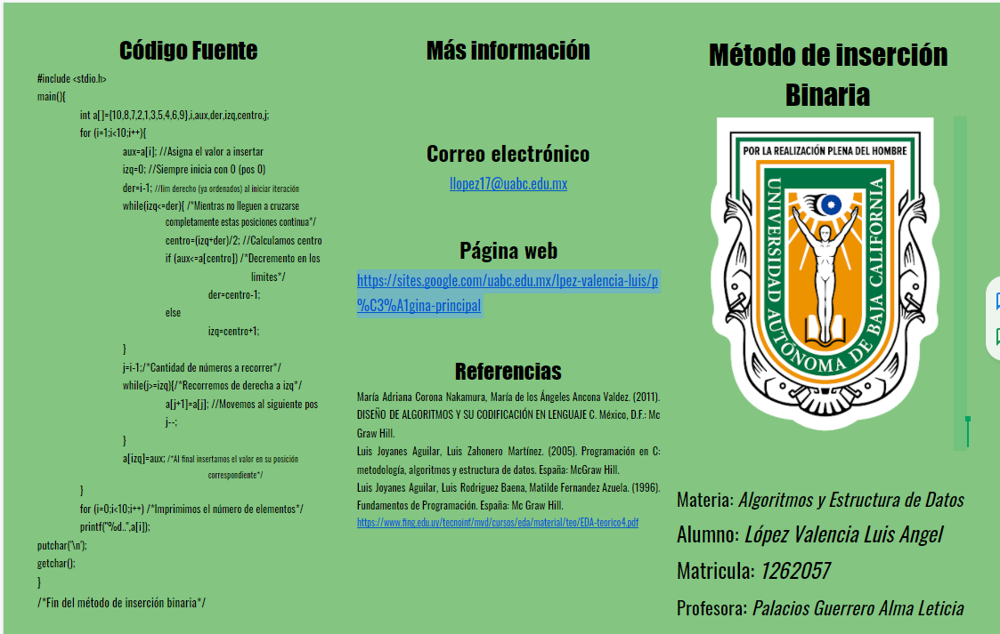 Código Fuente
#include <stdio.h>
main(){
int a[]={10,8,7,2,1,3,5,4,6,9},i,aux,der,izq,centro,j;
for (i=1;i<10;i++){
aux=a[i]; //Asigna el valor a insertar
izq=0; //Siempre inicia con 0 (pos 0)
der=i-1; //lim derecho (ya ordenados) al iniciar iteración
while(izq<=der){ /*Mientras no lleguen a cruzarse
completamente estas posiciones continua*/
centro=(izq+der)/2; //Calculamos centro
if (aux<=a[centro]) /*Decremento en los
limites*/
der=centro-1;
else
izq=centro+1;
}
j=i-1;/*Cantidad de números a recorrer*/
while(j>=izq){/*Recorremos de derecha a izq*/
a[j+1]=a[j]; //Movemos al siguiente pos
j--;
}
a[izq]=aux; /*Al final insertamos el valor en su posición
correspondiente*/
}
for (i=0;i<10;i++) /*Imprimimos el número de elementos*/
printf("%d..",a[i]);
putchar('\n');
getchar();
}
/*Fin del método de inserción binaria*/
Más información
Correo electrónico
llopez17@uabc.edu.mx
Página web
https://sites.google.com/uabc.edu.mx/lpez-valencia-luis/p
%C3%A1gina-principal
Referencias
María Adriana Corona Nakamura, María de los Ángeles Ancona Valdez. (2011).
DISEÑO DE ALGORITMOS Y SU CODIFICACIÓN EN LENGUAJE C. México, D.F.: Mc
Graw Hill.
Luis Joyanes Aguilar, Luis Zahonero Martínez. (2005). Programación en C:
metodología, algoritmos y estructura de datos. España: McGraw Hill.
Luis Joyanes Aguilar, Luis Rodriguez Baena, Matilde Fernandez Azuela. (1996).
Fundamentos de Programación. España: Mc Graw Hill.
https://www.fing.edu.uy/tecnoinf/mvd/cursos/eda/material/teo/EDA-teorico4.pdf
Método de inserción
Binaria
POR LA REALIZACIÓN PLENA DEL HOMBRE
UNIVERSIDAD AUTÓNOMA DE BAJA CALIFORNIA
Materia: Algoritmos y Estructura de Datos
Alumno: López Valencia Luis Angel
Matricula: 1262057
Profesora: Palacios Guerrero Alma Leticia